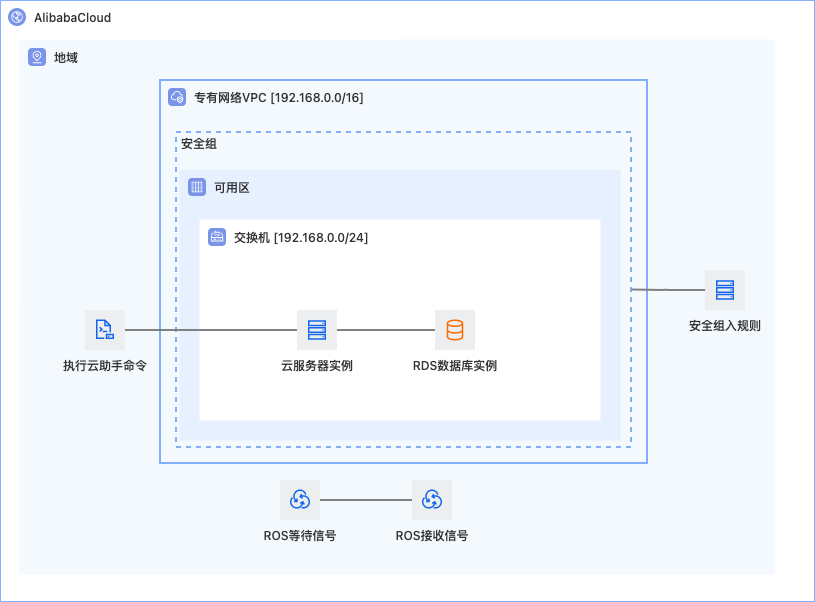 AlibabaCloud
地域
专有网络VPC [192.168.0.0/16]
安全组
可用区
交换机 [192.168.0.0/24]
安全组入规则
执行云助手命令
云服务器实例
RDS数据库实例
ROS等待信号
ROS接收信号